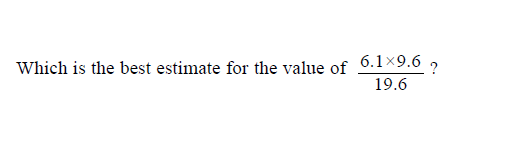 Which is the best estimate for the value of 6.1×9.6 ?
19.6